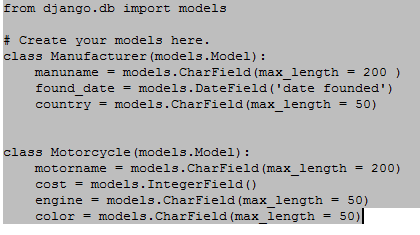 from django.db import models
# Create your models here.
class Manufacturer(models.Model):
    manuname = models.CharField(max_length = 200 )
    found_date = models.DateField('date founded')
    country = models.CharField(max_length = 50)
class Motorcycle(models.Model):
    motorname = models.CharField(max_length = 200)
    cost = models.IntegerField()
    engine = models.CharField(max_length = 50)
    color = models.CharField(max_length = 50)